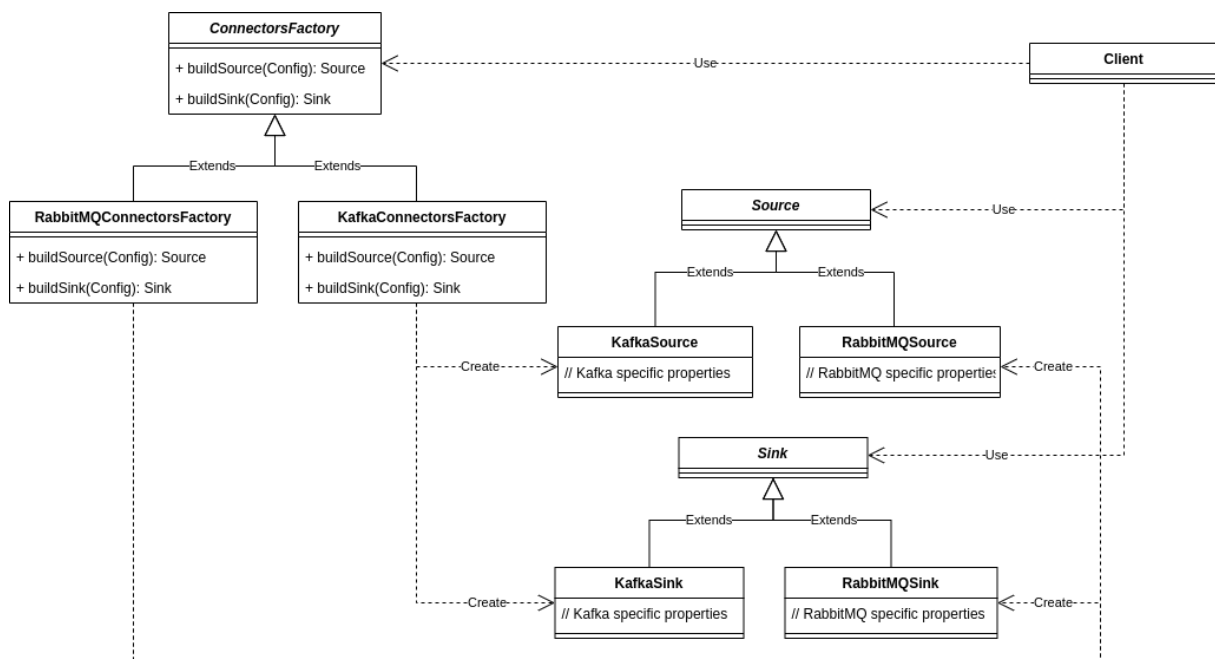 ConnectorsFactory
+ buildSource(Config): Source
+ buildSink(Config): Sink
Use
Client
Extends
Extends
RabbitMQConnectorsFactory
+ buildSource(Config): Source
+ buildSink(Config): Sink
KafkaConnectorsFactory
+ buildSource(Config): Source
+ buildSink(Config): Sink
Source
Use
Extends
Extends
Create
KafkaSource
// Kafka specific properties
RabbitMQSource
// RabbitMQ specific properties
Create
Sink
Use
Extends
Extends
Create
KafkaSink
// Kafka specific properties
RabbitMQSink
// RabbitMQ specific properties
Create